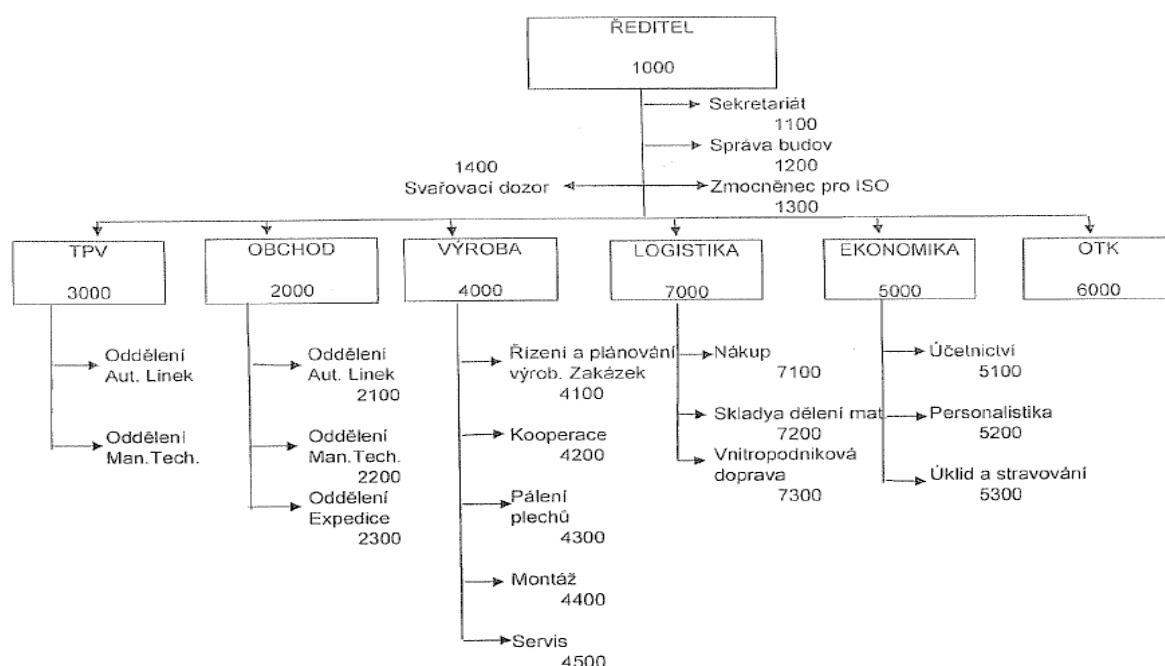 ŘEDITEL
1000
Sekretariát
1100
Správa budov
1200
1400
Svařovací dozor
Zmocněnec pro ISO
1300
TPV
3000
OBCHOD
2000
VÝROBA
4000
LOGISTIKA
7000
EKONOMIKA
5000
OTK
6000
Oddělení
Aut. Linek
Oddělení
Man.Tech.
Oddělení
Aut. Linek
2100
Oddělení
Man.Tech.
2200
Oddělení
Expedice
2300
Řízení a plánování
výrob. Zakázek
4100
Kooperace
4200
Pálení
plechů
4300
Montáž
4400
Servis
4500
Nákup
7100
Skladya dělení mat
7200
Vnitropodniková
doprava
7300
Účetnictví
5100
Personalistika
5200
Úklid a stravování
5300